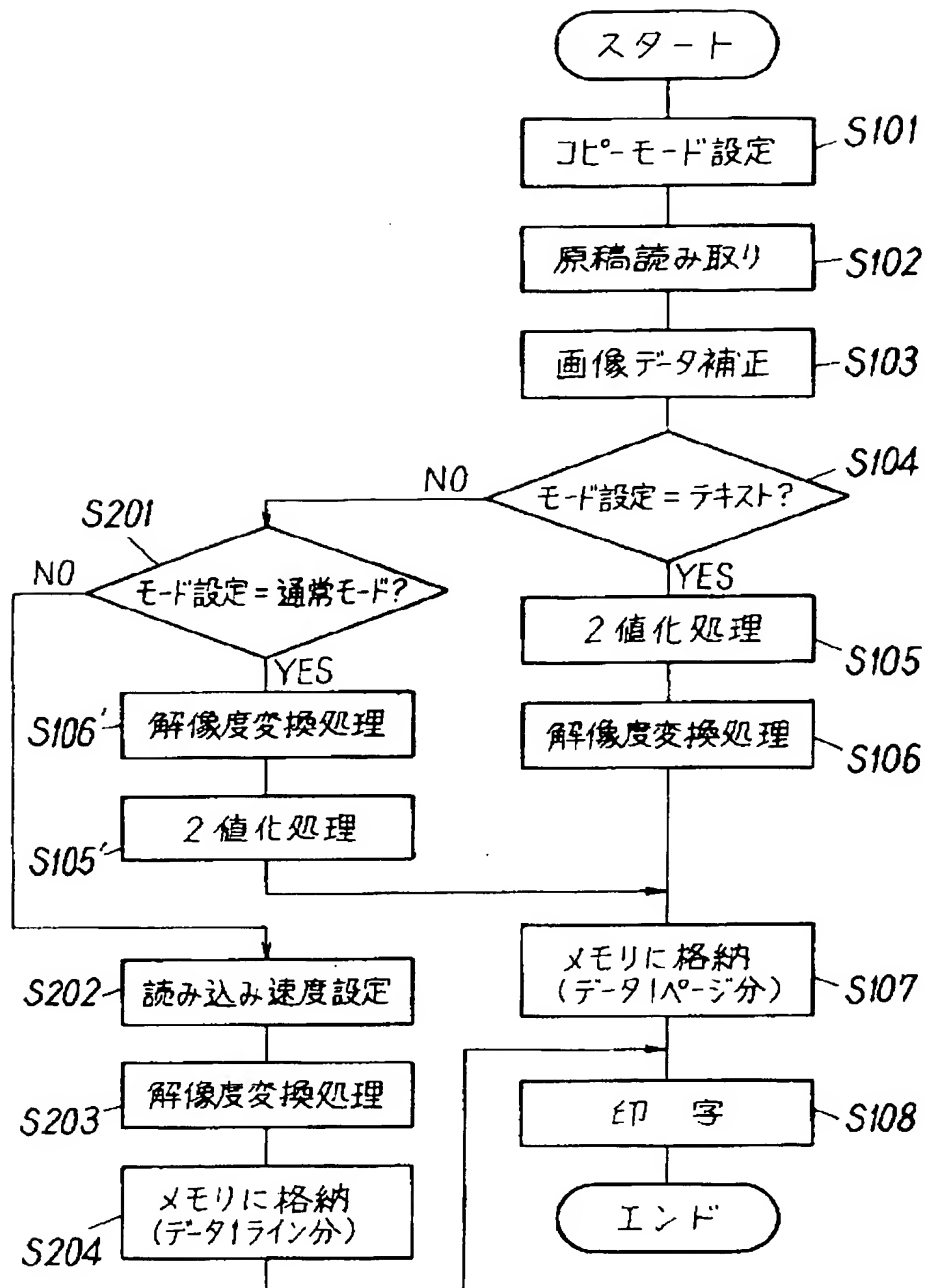 スタート
コピーモード設定
S101
原稿読み取り
S102
画像データ補正
S103
モード設定=テキスト?
S104
NO
YES
S201
モード設定=通常モード?
NO
YES
2値化処理
S105
解像度変換処理
S106
S106'
解像度変換処理
S105'
2値化処理
メモリに格納
(データ1ページ分)
S107
S202
読み込み速度設定
S203
解像度変換処理
S204
メモリに格納
(データ1ライン分)
印 字
S108
エンド